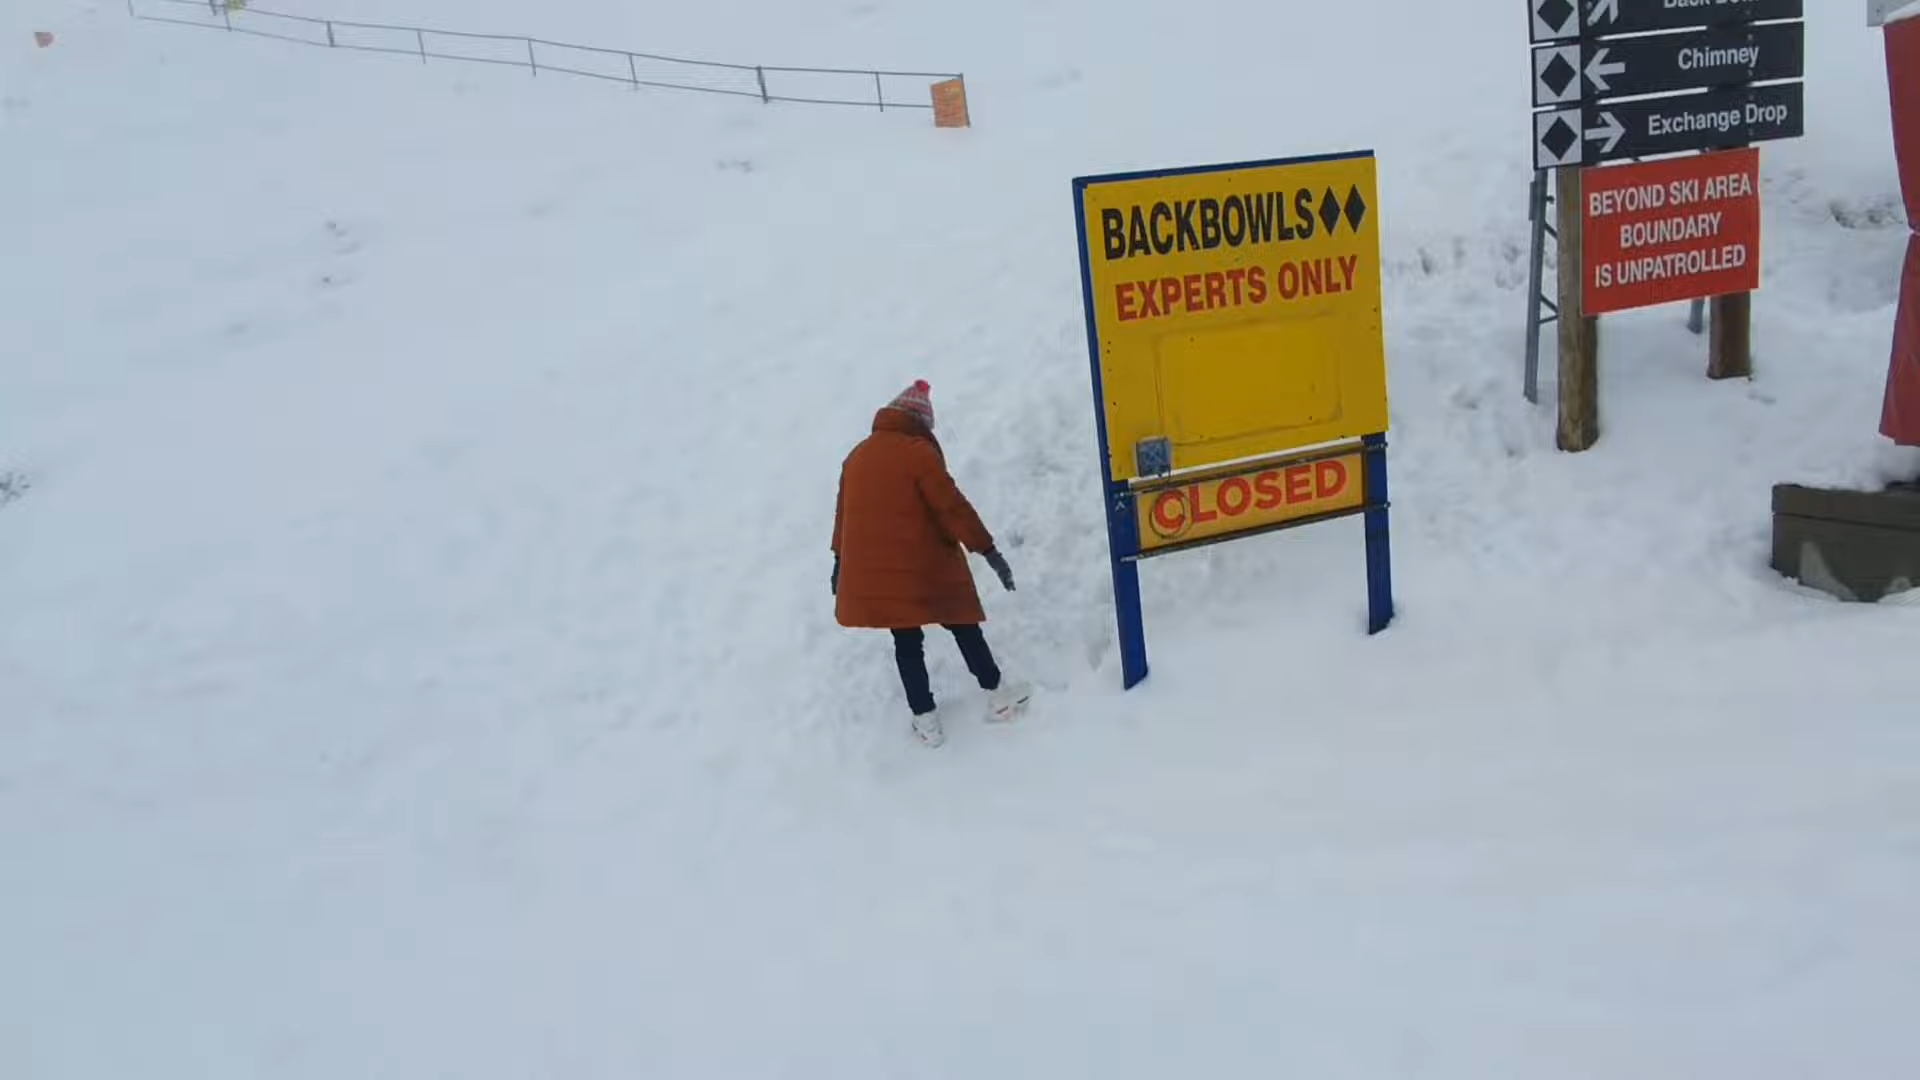 BACKBOWLS
EXPERTS ONLY
CLOSED
Chimney
Exchange Drop
BEYOND SKI AREA
BOUNDARY
IS UNPATROLLED